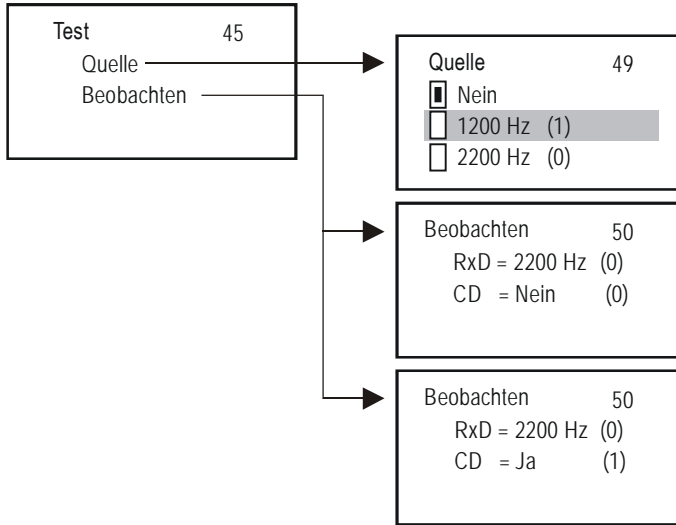 Test 45
Quelle
Beobachten
Quelle 49
Nein
1200 Hz (1)
2200 Hz (0)
Beobachten 50
RxD = 2200 Hz (0)
CD = Nein (0)
Beobachten 50
RxD = 2200 Hz (0)
CD = Ja (1)